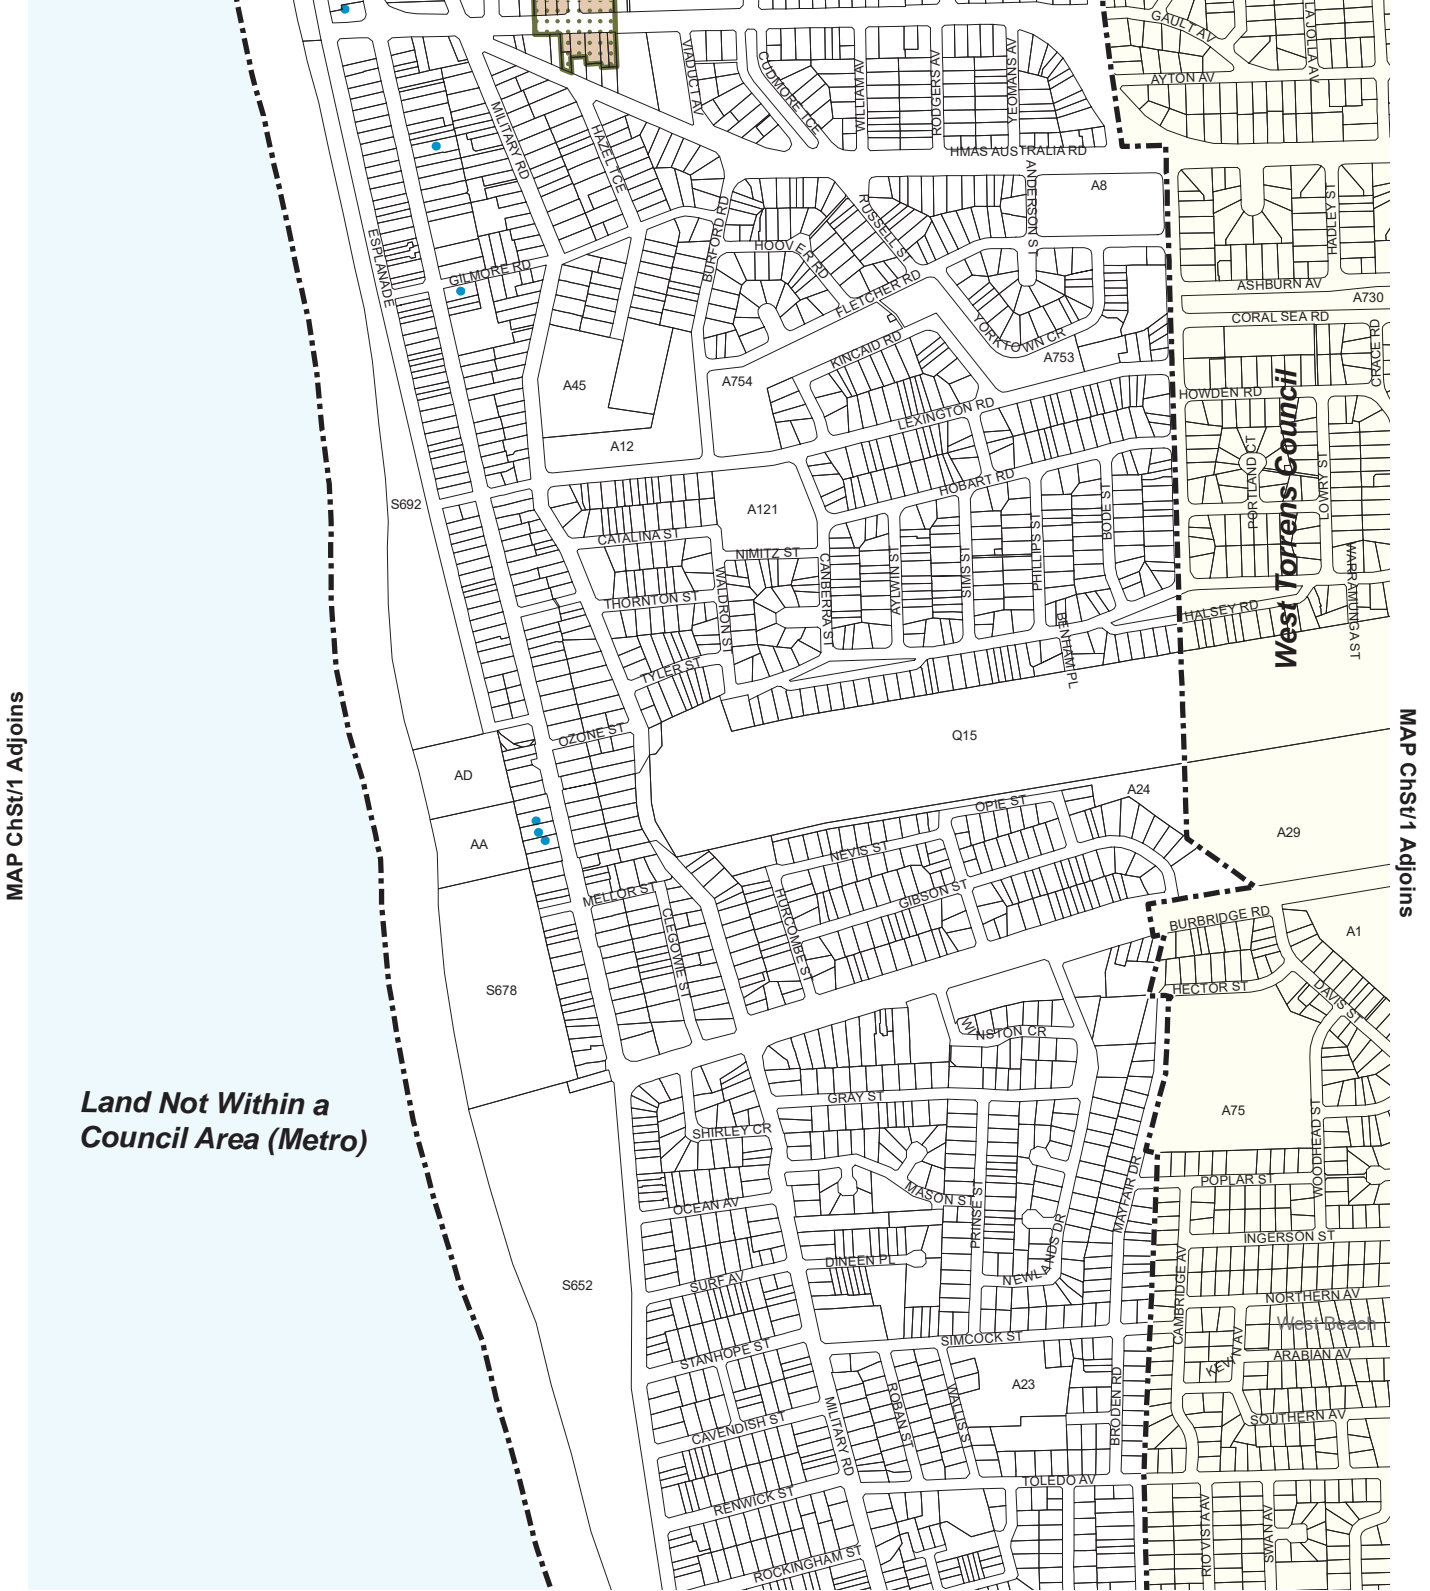 GAULT AV
LA JOLLA AV
AYTON AV
VIADUCT AV
CUDMORE TCE
WILLIAM AV
RODGERS AV
YEOMANS AV
MILITARY RD
HAZEL TCE
HMAS AUSTRALIA RD
ANDERSON ST
A8
HADLEY ST
ESPLANADE
GILMORE RD
BURFORD RD
HOOVER RD
RUSSELL ST
FLETCHER RD
ASHBURN AV
A730
CORAL SEA RD
CRACE RD
YORKTOWN CR
A753
KINCAID RD
A45
A754
LEXINGTON RD
HOWDEN RD
West Torrens Council
A12
HOBART RD
PORTLAND CT
LOWRY ST
S692
A121
CATALINA ST
NIMITZ ST
BODE ST
PHILLIPS ST
SIMS ST
AYLWIN ST
CANBERRA ST
WALDRON ST
THORNTON ST
WARRAMUNGA ST
HALSEY RD
BENHAM PL
TYLER ST
MAP ChSt/1 Adjoins
MAP ChSt/1 Adjoins
OZONE ST
Q15
AD
A24
OPIE ST
A29
AA
NEVIS ST
MELLOR ST
GIBSON ST
HURCOMBE S
CLEGOWIE ST
BURBRIDGE RD
A1
S678
HECTOR ST
DAVIS ST
WINSTON CR
Land Not Within a
Council Area (Metro)
GRAY ST
A75
SHIRLEY CR
WOODHEAD ST
POPLAR ST
MASON ST
PRINSE ST
MAYFAIR DR
OCEAN AV
INGERSON ST
DINEEN PL
NEWLANDS DR
SURF AV
S652
CAMBRIDGE AV
NORTHERN AV
West Beach
SIMCOCK ST
STANHOPE ST
KEVIN AV
ARABIAN AV
A23
ROBAN ST
WALLIS S
BRODEN RD
MILITARY RD
CAVENDISH ST
SOUTHERN AV
TOLEDO AV
RENWICK ST
RIO VISTA AV
SWAN AV
ROCKINGHAM ST